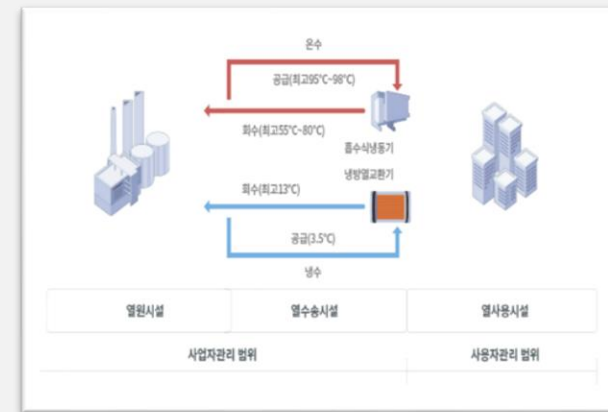 온수
공급(최고95°C~98°C)
회수(최고55°C~80°C)
흡수식냉동기
냉방열교환기
회수(최고13°C)
공급(3.5°C)
냉수
열원시설
열수송시설
열사용시설
사업자관리 범위
사용자관리 범위